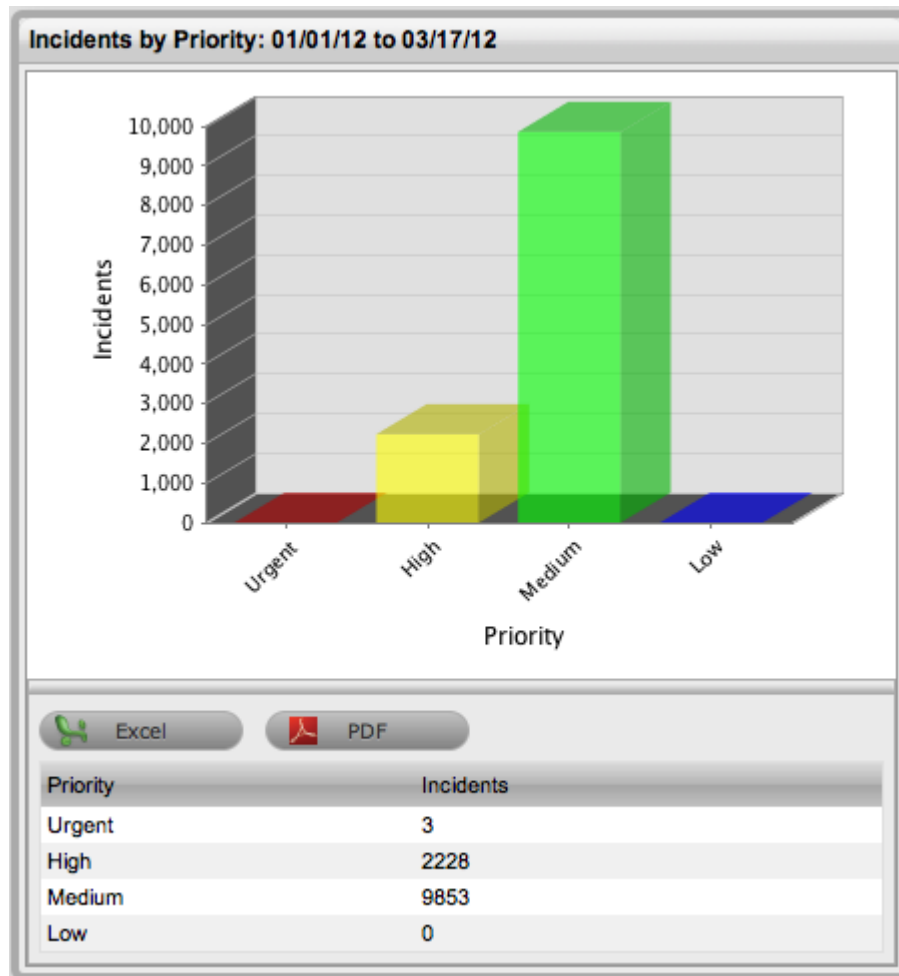 Incidents by Priority: 01/01/12 to 03/17/12
10,000
9,000
8,000
7,000
6,000
5,000
4,000
3,000
2,000
1,000
0
Incidents
Urgent
High
Medium
Low
Priority
Excel
PDF
Priority Incidents
Urgent 3
High 2228
Medium 9853
Low 0